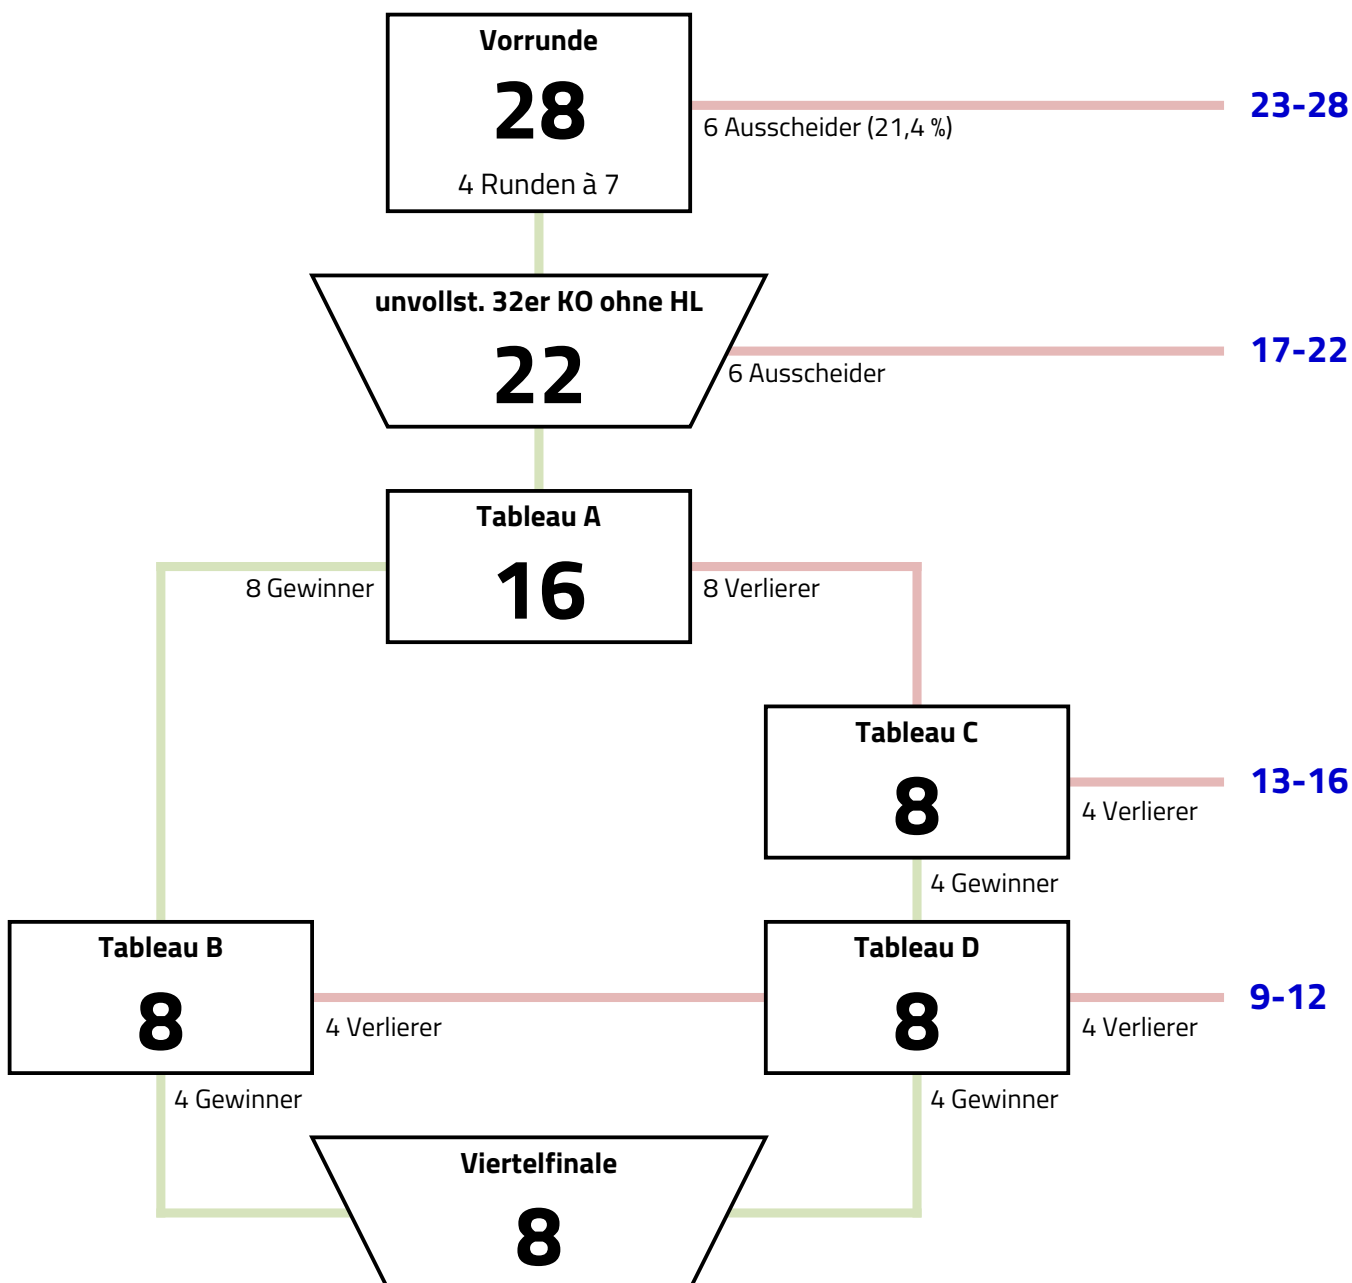 Vorrunde
28
4 Runden à 7
6 Ausscheider (21,4 %)
23-28
unvollst. 32er KO ohne HL
22
6 Ausscheider
17-22
Tableau A
16
8 Gewinner
8 Verlierer
Tableau C
8
4 Verlierer
13-16
4 Gewinner
Tableau B
8
4 Verlierer
4 Gewinner
Tableau D
8
4 Verlierer
9-12
4 Gewinner
Viertelfinale
8